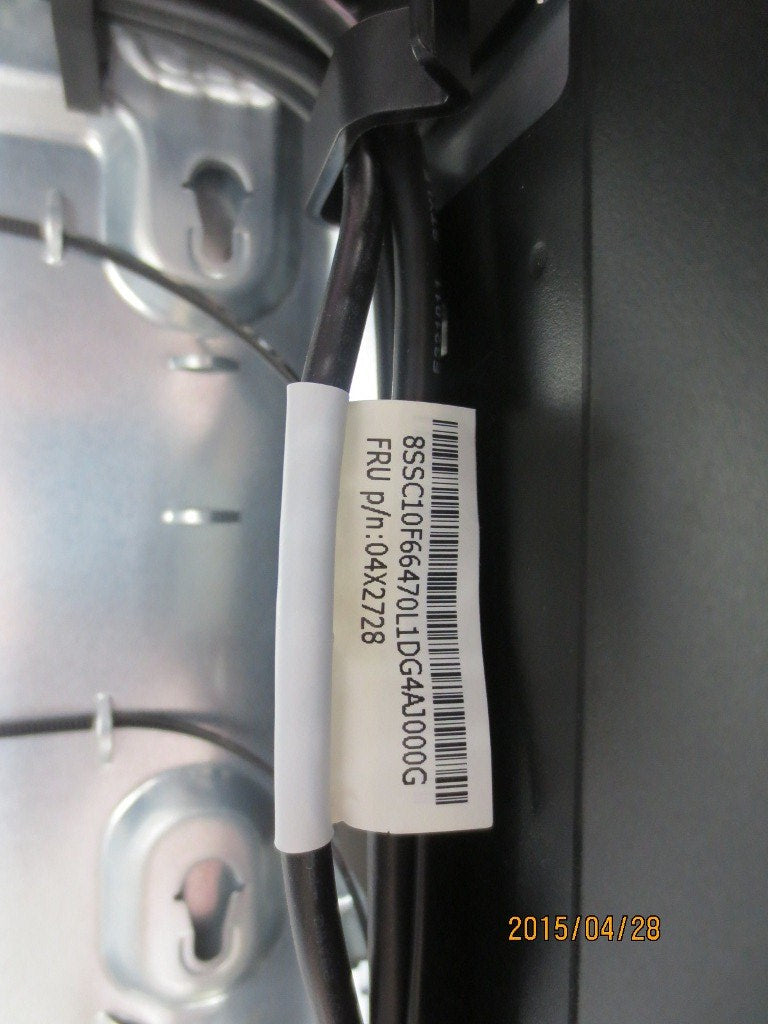 8SSC10F66470L1DG4AJ000G
FRU p/n:04X2728
2015/04/28